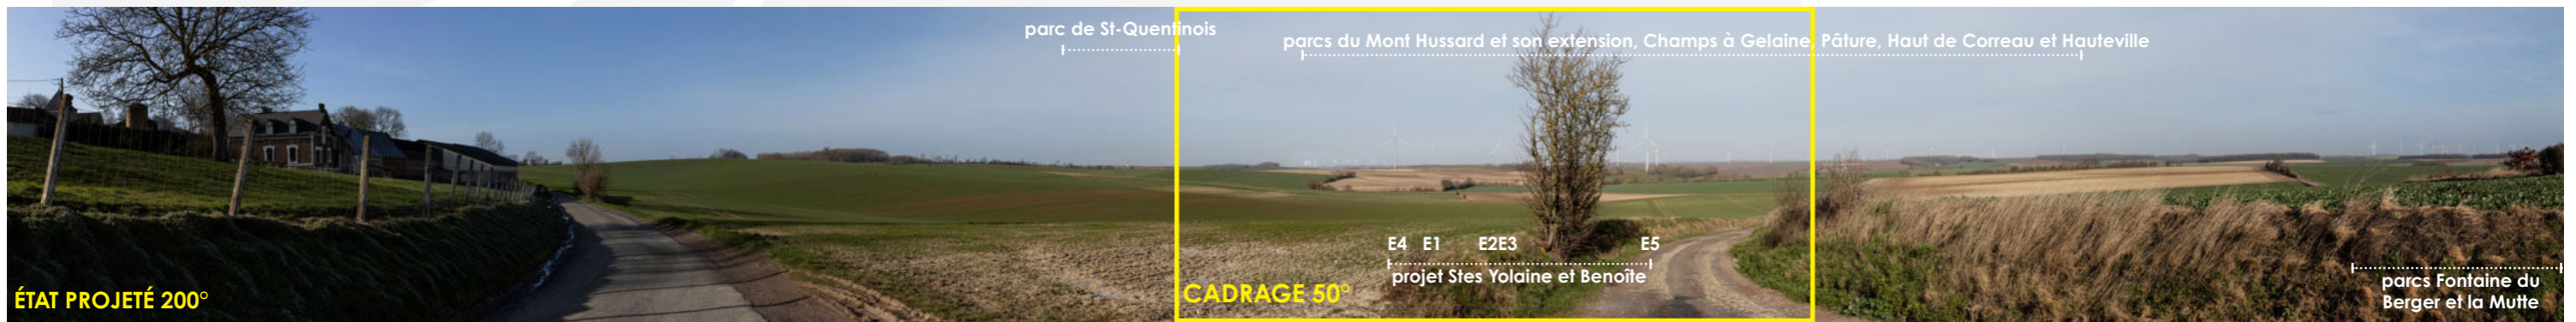 parc de St-Quentinois
parcs du Mont Hussard et son extension, Champs à Gelaine, Pâture, Haut de Correau et Hauteville
E4 E1 E2E3 E5
projet Stes Yolaine et Benoîte
ÉTAT PROJETÉ 200°
CADRAGE 50°
parcs Fontaine du
Berger et la Mutte